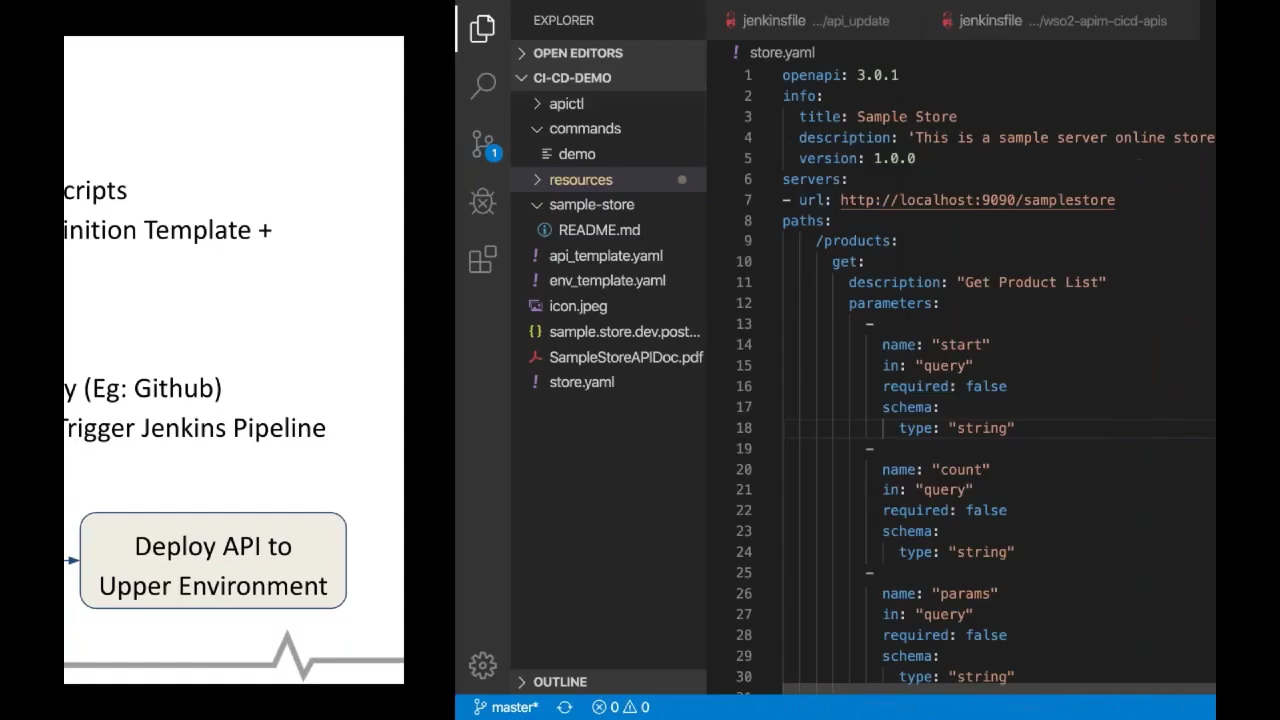 cripts
inition Template +
y (Eg: Github)
Trigger Jenkins Pipeline
Deploy API to
Upper Environment
EXPLORER
OPEN EDITORS
CI-CD-DEMO
apictl
commands
demo
resources
sample-store
README.md
api_template.yaml
env_template.yaml
icon.jpeg
sample.store.dev.post...
SampleStoreAPIDoc.pdf
store.yaml
OUTLINE
1
master*
0 0
jenkinsfile .../api_update
jenkinsfile .../wso2-apim-cicd-apis
store.yaml
1 openapi: 3.0.1
2 info:
3 title: Sample Store
4 description: 'This is a sample server online store
5 version: 1.0.0
6 servers:
7 - url: http://localhost:9090/samplestore
8 paths:
9 /products:
10 get:
11 description: "Get Product List"
12 parameters:
13 -
14 name: "start"
15 in: "query"
16 required: false
17 schema:
18 type: "string"
19 -
20 name: "count"
21 in: "query"
22 required: false
23 schema:
24 type: "string"
25 -
26 name: "params"
27 in: "query"
28 required: false
29 schema:
30 type: "string"